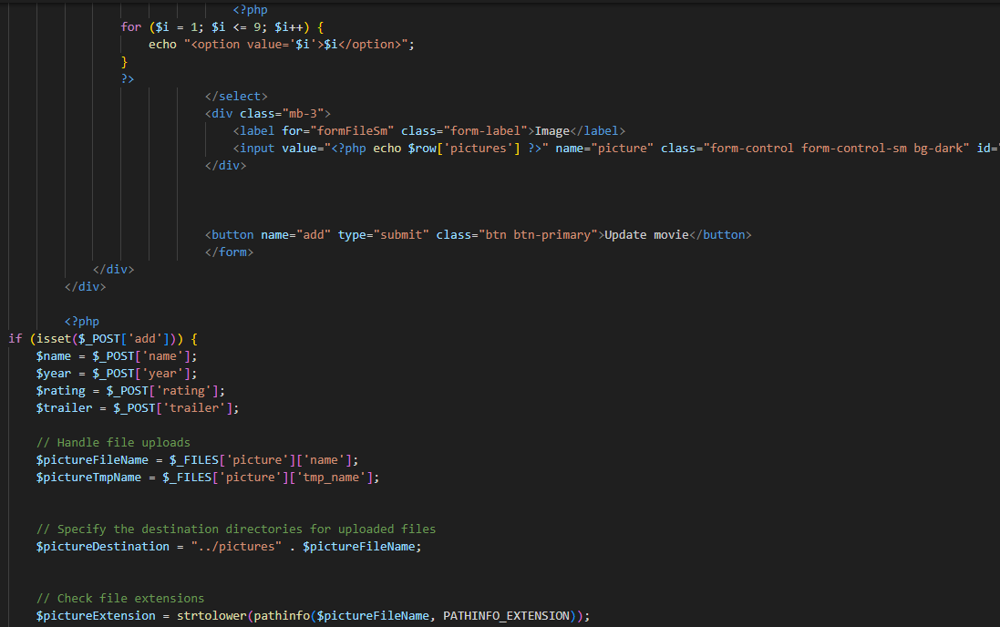 <?php
for ($i = 1; $i <= 9; $i++) {
echo "<option value='$i'>$i</option>";
}
?>
</select>
<div class="mb-3">
<label for="formFileSm" class="form-label">Image</label>
<input value="<?php echo $row['pictures'] ?>" name="picture" class="form-control form-control-sm bg-dark" id="
</div>
<button name="add" type="submit" class="btn btn-primary">Update movie</button>
</form>
</div>
</div>
<?php
if (isset($_POST['add'])) {
$name = $_POST['name'];
$year = $_POST['year'];
$rating = $_POST['rating'];
$trailer = $_POST['trailer'];
// Handle file uploads
$pictureFileName = $_FILES['picture']['name'];
$pictureTmpName = $_FILES['picture']['tmp_name'];
// Specify the destination directories for uploaded files
$pictureDestination = "../pictures" . $pictureFileName;
// Check file extensions
$pictureExtension = strtolower(pathinfo($pictureFileName, PATHINFO_EXTENSION));